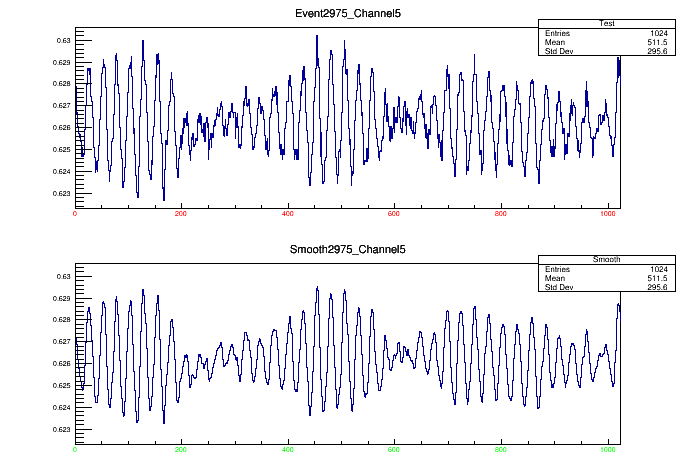 Event2975_Channel5
Test
Entries 1024
Mean 511.5
Std Dev 295.6
0.63
0.629
0.628
0.627
0.626
0.625
0.624
0.623
0 200 400 600 800 1000
Smooth2975_Channel5
Smooth
Entries 1024
Mean 511.5
Std Dev 295.6
0.63
0.629
0.628
0.627
0.626
0.625
0.624
0.623
0 200 400 600 800 1000